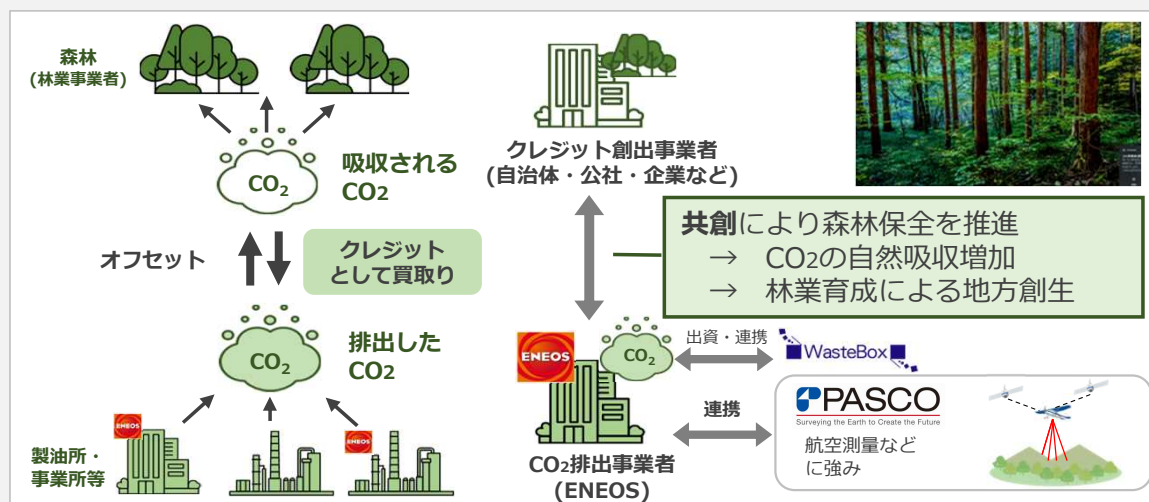 森林
(林業事業者)
CO2
吸収される
CO2
オフセット
クレジット
として買取り
CO2
排出した
CO2
ENEOS
ENEOS
製油所・
事業所等
クレジット創出事業者
(自治体・公社・企業など)
共創により森林保全を推進
→ CO2の自然吸収増加
→ 林業育成による地方創生
ENEOS
CO2
出資・連携
WasteBox
連携
PASCO
Surveying the Earth to Create the Future
航空測量など
に強み
CO2排出事業者
(ENEOS)